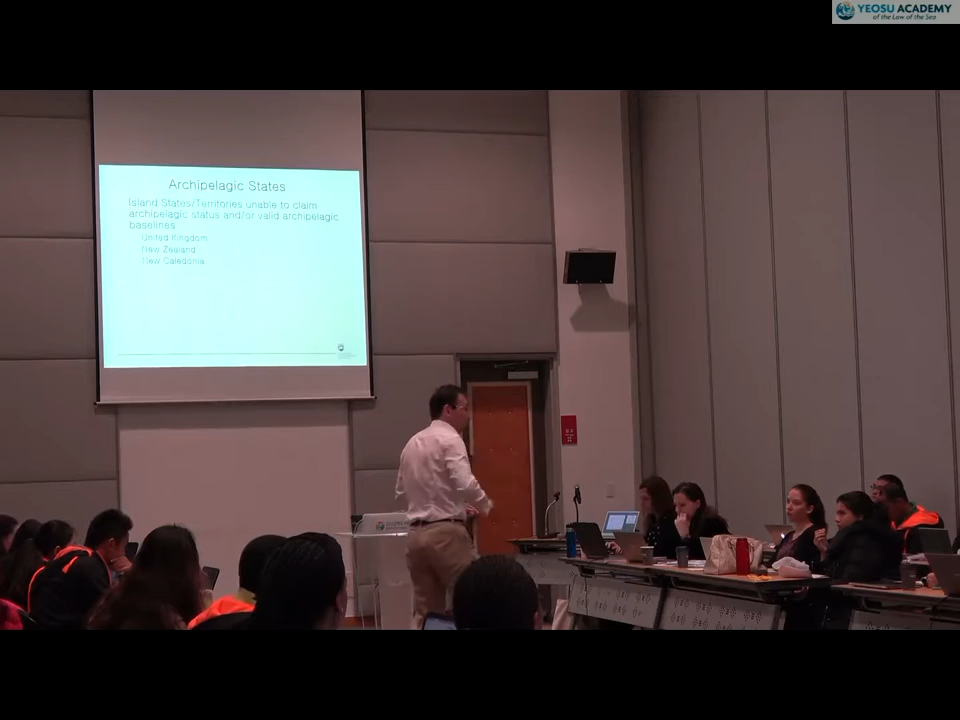 YEOSU ACADEMY
of the Law of the Sea
Archipelagic States
Island States/Territories unable to claim
archipelagic status and/or valid archipelagic
baselines
United Kingdom
New Zealand
New Caledonia